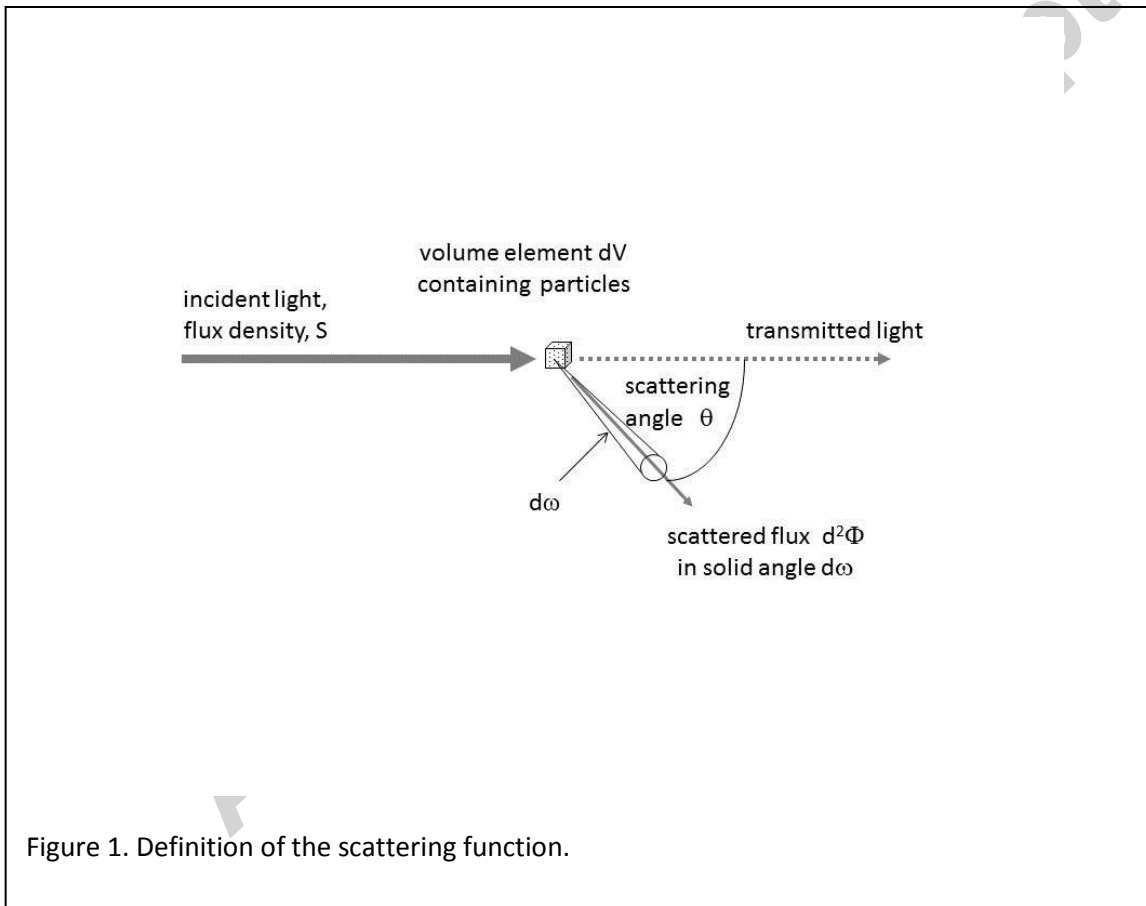 volume element dV
containing particles
incident light,
flux density, S
transmitted light
scattering
angle θ
dω
scattered flux d²Φ
in solid angle dω
Figure 1. Definition of the scattering function.